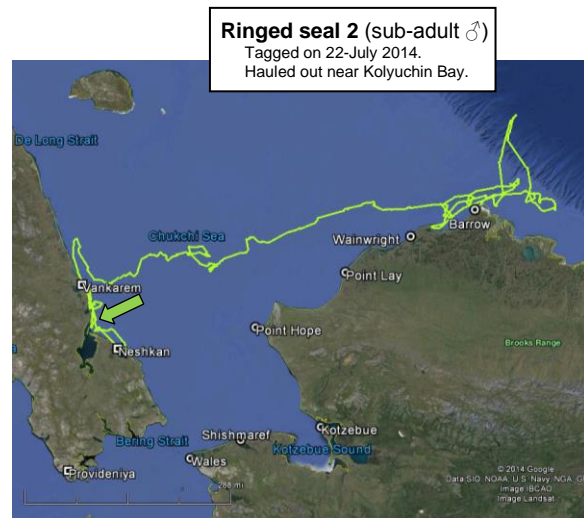 Ringed seal 2 (sub-adult ♂)
Tagged on 22-July 2014.
Hauled out near Kolyuchin Bay.
De Long Strait
Barrow
Chukchi Sea
Wainwright
Point Lay
Vankarem
Point Hope
Neshkan
Brooks Range
Kotzebue
Shishmaref
Bering Strait
Kotzebue Sound
Wales
Provideniya
© 2014 Google
Data SIO, NOAA, U.S. Navy, NGA,
Image IBCAO
Image Landsat
268 mi